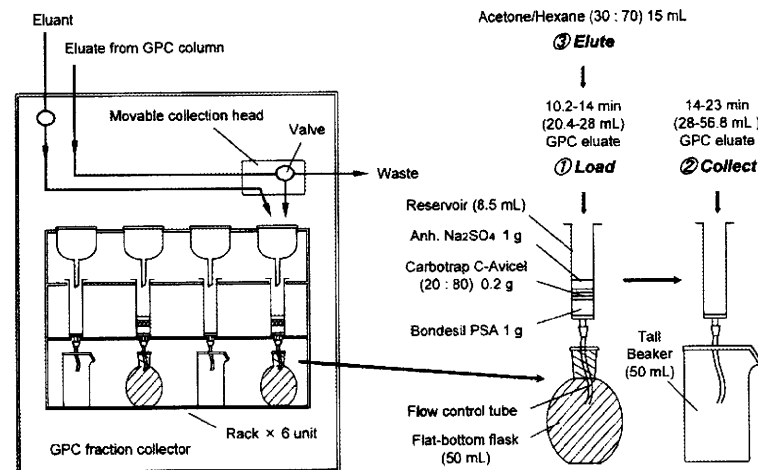 Eluant
Eluate from GPC column
Movable collection head
Valve
Waste
GPC fraction collector
Rack × 6 unit
Acetone/Hexane (30 : 70) 15 mL
③ Elute
10.2-14 min
(20.4-28 mL)
GPC eluate
① Load
14-23 min
(28-56.8 mL)
GPC eluate
② Collect
Reservoir (8.5 mL)
Anh. Na2SO4 1 g
Carbotrap C-Avicel
(20 : 80) 0.2 g
Bondesil PSA 1 g
Tall
Beaker
(50 mL)
Flow control tube
Flat-bottom flask
(50 mL)